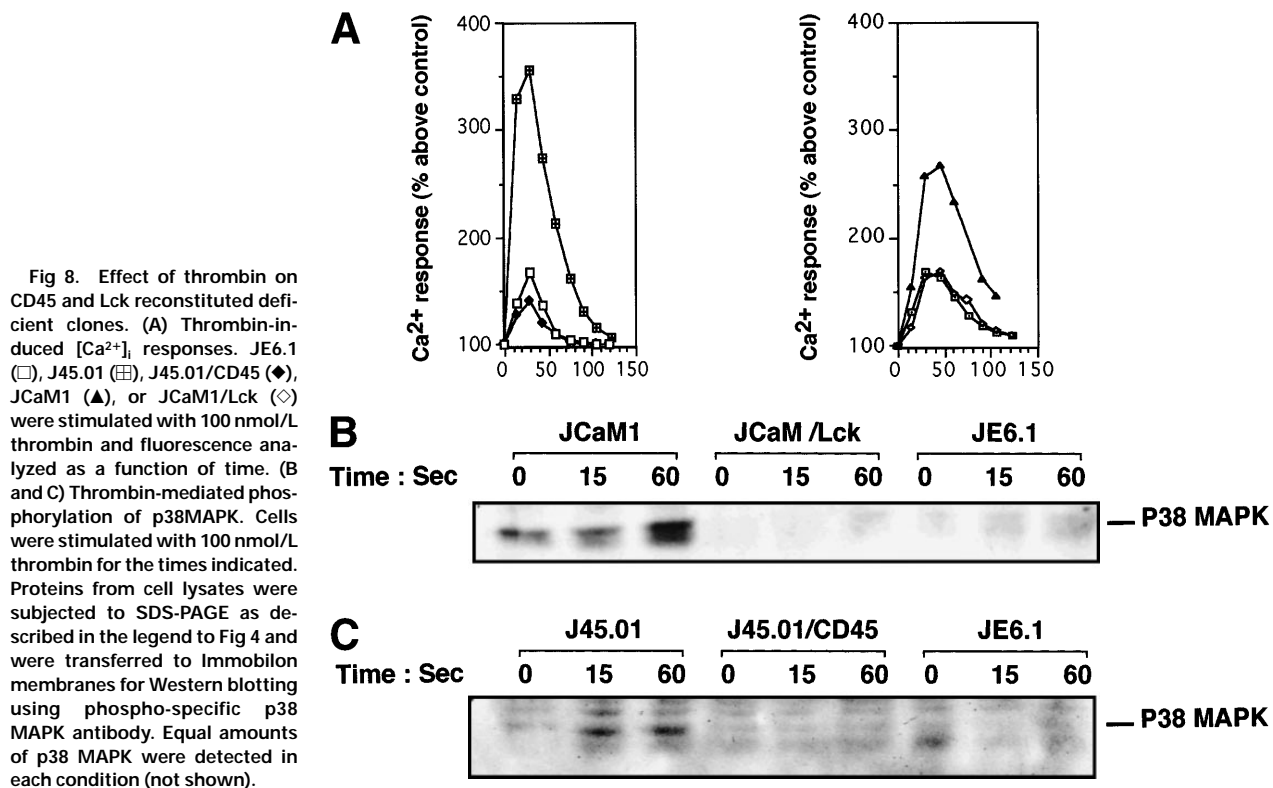 Fig 8. Effect of thrombin on
CD45 and Lck reconstituted defi-
cient clones. (A) Thrombin-in-
duced [Ca2+]i responses. JE6.1
(□), J45.01 (⊞), J45.01/CD45 (◆),
JCaM1 (▲), or JCaM1/Lck (◇)
were stimulated with 100 nmol/L
thrombin and fluorescence ana-
lyzed as a function of time. (B
and C) Thrombin-mediated phos-
phorylation of p38MAPK. Cells
were stimulated with 100 nmol/L
thrombin for the times indicated.
Proteins from cell lysates were
subjected to SDS-PAGE as de-
scribed in the legend to Fig 4 and
were transferred to Immobilon
membranes for Western blotting
using phospho-specific p38
MAPK antibody. Equal amounts
of p38 MAPK were detected in
each condition (not shown).
A
Ca2+ response (% above control)
400
300
200
100
0 50 100 150
Ca2+ response (% above control)
400
300
200
100
0 50 100 150
B
JCaM1 JCaM /Lck JE6.1
Time : Sec 0 15 60 0 15 60 0 15 60
P38 MAPK
C
J45.01 J45.01/CD45 JE6.1
Time : Sec 0 15 60 0 15 60 0 15 60
P38 MAPK